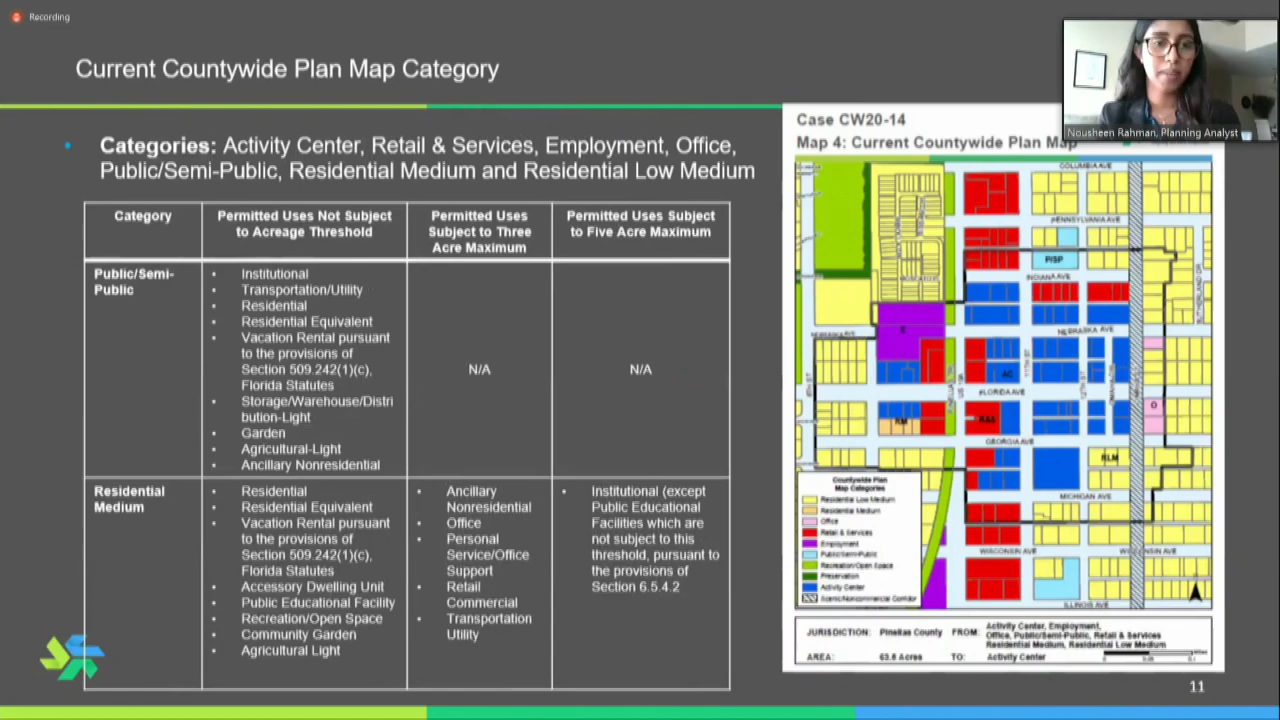 Recording
Current Countywide Plan Map Category
Nousheen Rahman, Planning Analyst
• Categories: Activity Center, Retail & Services, Employment, Office,
Public/Semi-Public, Residential Medium and Residential Low Medium
Category
Permitted Uses Not Subject
to Acreage Threshold
Permitted Uses
Subject to Three
Acre Maximum
Permitted Uses Subject
to Five Acre Maximum
Public/Semi-
Public
• Institutional
• Transportation/Utility
• Residential
• Residential Equivalent
• Vacation Rental pursuant
to the provisions of
Section 509.242(1)(c),
Florida Statutes
• Storage/Warehouse/Distri
bution-Light
• Garden
• Agricultural-Light
• Ancillary Nonresidential
N/A
N/A
Residential
Medium
• Residential
• Residential Equivalent
• Vacation Rental pursuant
to the provisions of
Section 509.242(1)(c),
Florida Statutes
• Accessory Dwelling Unit
• Public Educational Facility
• Recreation/Open Space
• Community Garden
• Agricultural Light
• Ancillary
Nonresidential
• Office
• Personal
Service/Office
Support
• Retail
Commercial
• Transportation
Utility
• Institutional (except
Public Educational
Facilities which are
not subject to this
threshold, pursuant to
the provisions of
Section 6.5.4.2
Case CW20-14
Map 4: Current Countywide Plan Map
COLUMBIA AVE
PENNSYLVANIA AVE
P/SP
INDIANA AVE
NEBRASKA AVE
NEBRASKA AVE
E
AC
FLORIDA AVE
O
RM
R&S
GEORGIA AVE
RLM
MICHIGAN AVE
WISCONSIN AVE
WISCONSIN AVE
ILLINOIS AVE
SUTHERLAND DR
US 19A
Countywide Plan
Map Categories
Residential Low Medium
Residential Medium
Office
Retail & Services
Employment
Public/Semi-Public
Recreation/Open Space
Preservation
Activity Center
Scenic/Noncommercial Corridor
JURISDICTION: Pinellas County
AREA: 63.6 Acres
FROM: Activity Center, Employment,
Office, Public/Semi-Public, Retail & Services
Residential Medium, Residential Low Medium
TO: Activity Center
11